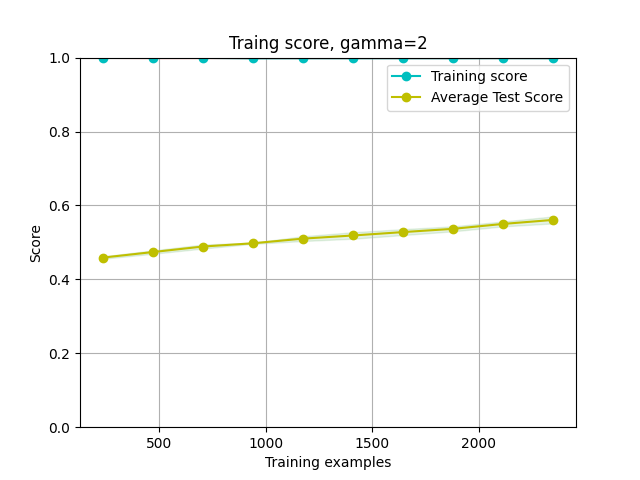 Traing score, gamma=2
Training score
Average Test Score
1.0
0.8
0.6
0.4
0.2
0.0
Score
500
1000
1500
2000
Training examples